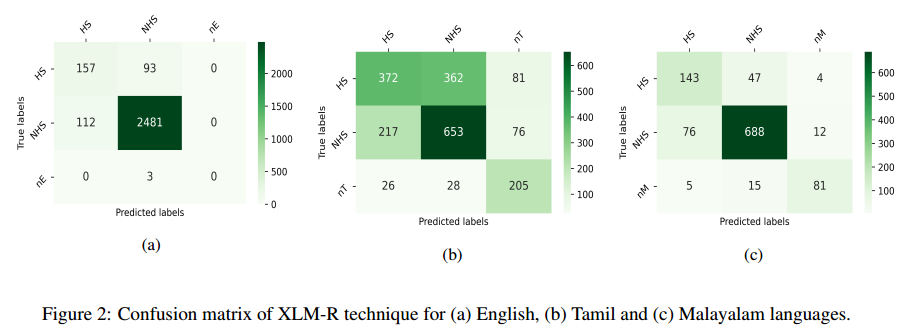 HS NHS nE
HS 157 93 0
NHS 112 2481 0
nE 0 3 0
True labels
Predicted labels
2000
1500
1000
500
0
(a)
HS NHS nT
HS 372 362 81
NHS 217 653 76
nT 26 28 205
True labels
Predicted labels
600
500
400
300
200
100
(b)
HS NHS nM
HS 143 47 4
NHS 76 688 12
nM 5 15 81
True labels
Predicted labels
600
500
400
300
200
100
(c)
Figure 2: Confusion matrix of XLM-R technique for (a) English, (b) Tamil and (c) Malayalam languages.